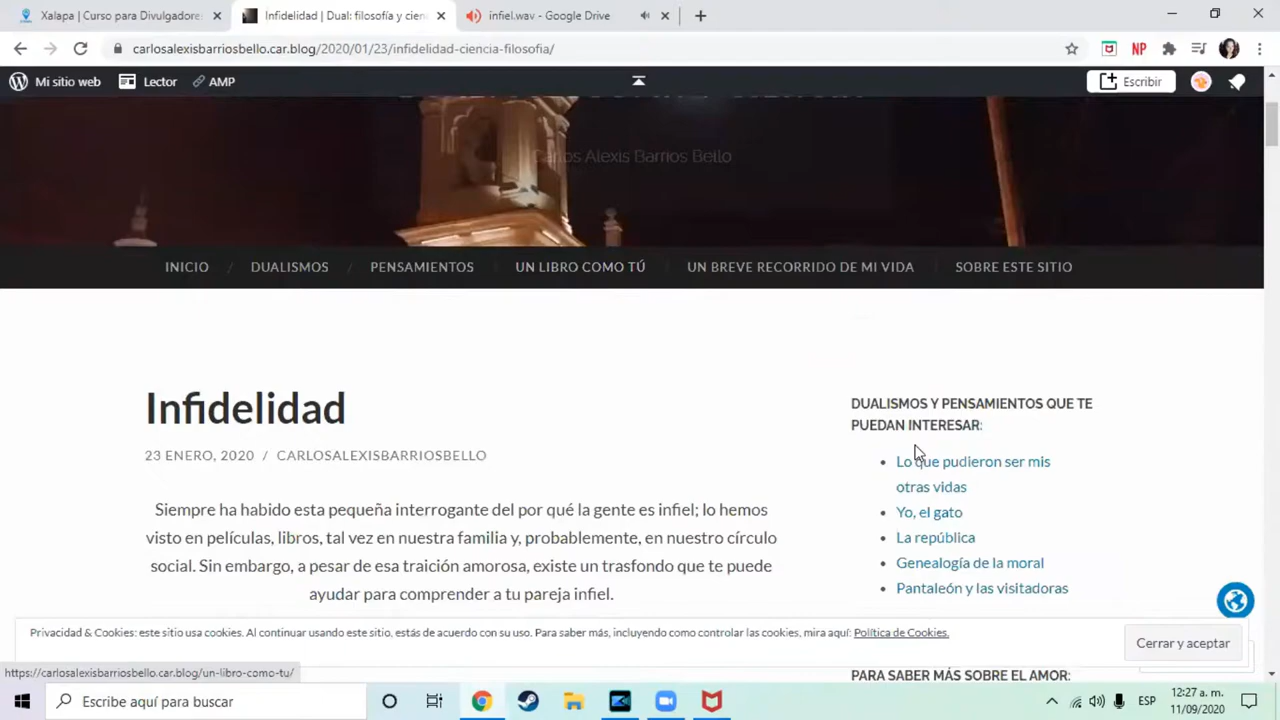 Xalapa | Curso para Divulgadores
Infidelidad | Dual: filosofía y cien
infiel.wav - Google Drive
carlosalexisbarriosbello.car.blog/2020/01/23/infidelidad-ciencia-filosofia/
NP
Mi sitio web
Lector
AMP
Escribir
Carlos Alexis Barrios Bello
INICIO / DUALISMOS / PENSAMIENTOS / UN LIBRO COMO TÚ / UN BREVE RECORRIDO DE MI VIDA / SOBRE ESTE SITIO
Infidelidad
23 ENERO, 2020 / CARLOSALEXISBARRIOSBELLO
Siempre ha habido esta pequeña interrogante del por qué la gente es infiel; lo hemos
visto en películas, libros, tal vez en nuestra familia y, probablemente, en nuestro círculo
social. Sin embargo, a pesar de esa traición amorosa, existe un trasfondo que te puede
ayudar para comprender a tu pareja infiel.
DUALISMOS Y PENSAMIENTOS QUE TE
PUEDAN INTERESAR:
Lo que pudieron ser mis
otras vidas
Yo, el gato
La república
Genealogía de la moral
Pantaleón y las visitadoras
PARA SABER MÁS SOBRE EL AMOR:
Privacidad & Cookies: este sitio usa cookies. Al continuar usando este sitio, estás de acuerdo con su uso. Para saber más, incluyendo como controlar las cookies, mira aquí: Política de Cookies.
Cerrar y aceptar
https://carlosalexisbarriosbello.car.blog/un-libro-como-tu/
Escribe aquí para buscar
ESP
12:27 a. m.
11/09/2020